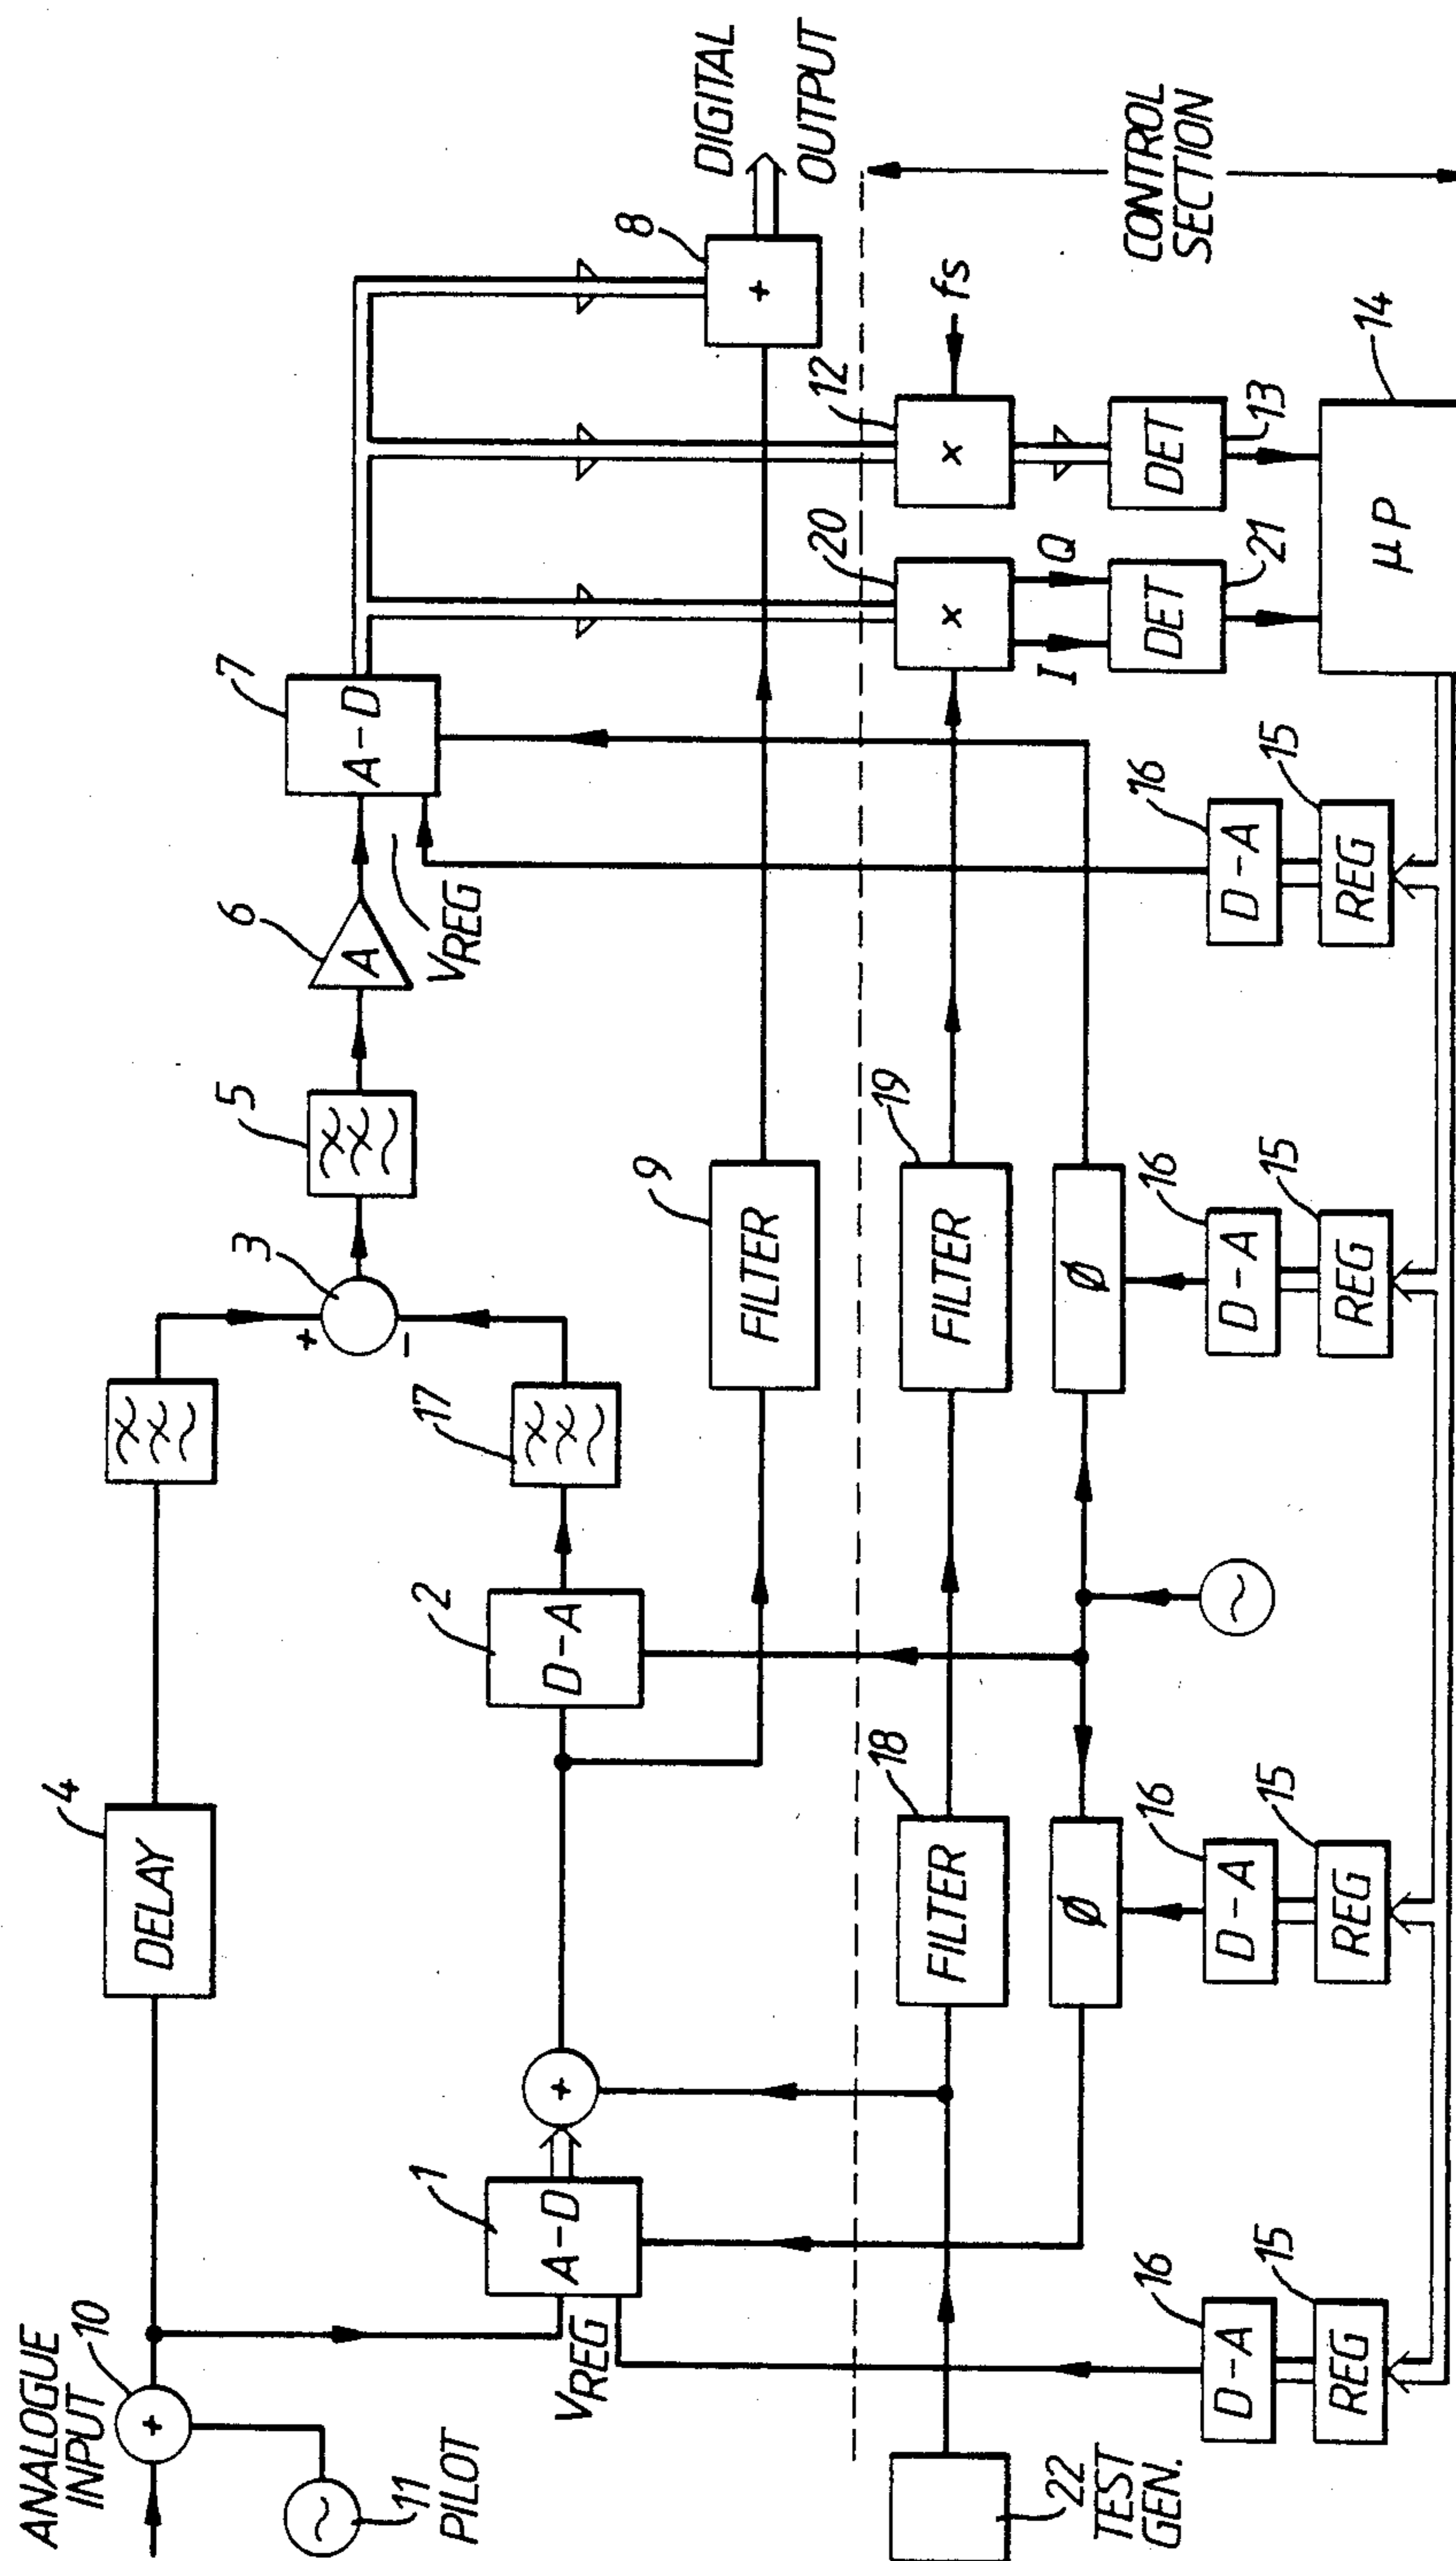 ANALOGUE
INPUT
10
+
~
11
PILOT
4
DELAY
3
+
-
5
6
A
VREG
7
A-D
1
A-D
VREG
+
2
D-A
17
9
FILTER
8
+
DIGITAL
OUTPUT
22
TEST
GEN.
18
FILTER
19
FILTER
20
x
I
Q
12
x
fs
CONTROL
SECTION
ø
~
ø
DET
21
DET
13
16
D-A
15
REG
16
D-A
15
REG
16
D-A
15
REG
16
D-A
15
REG
14
μP